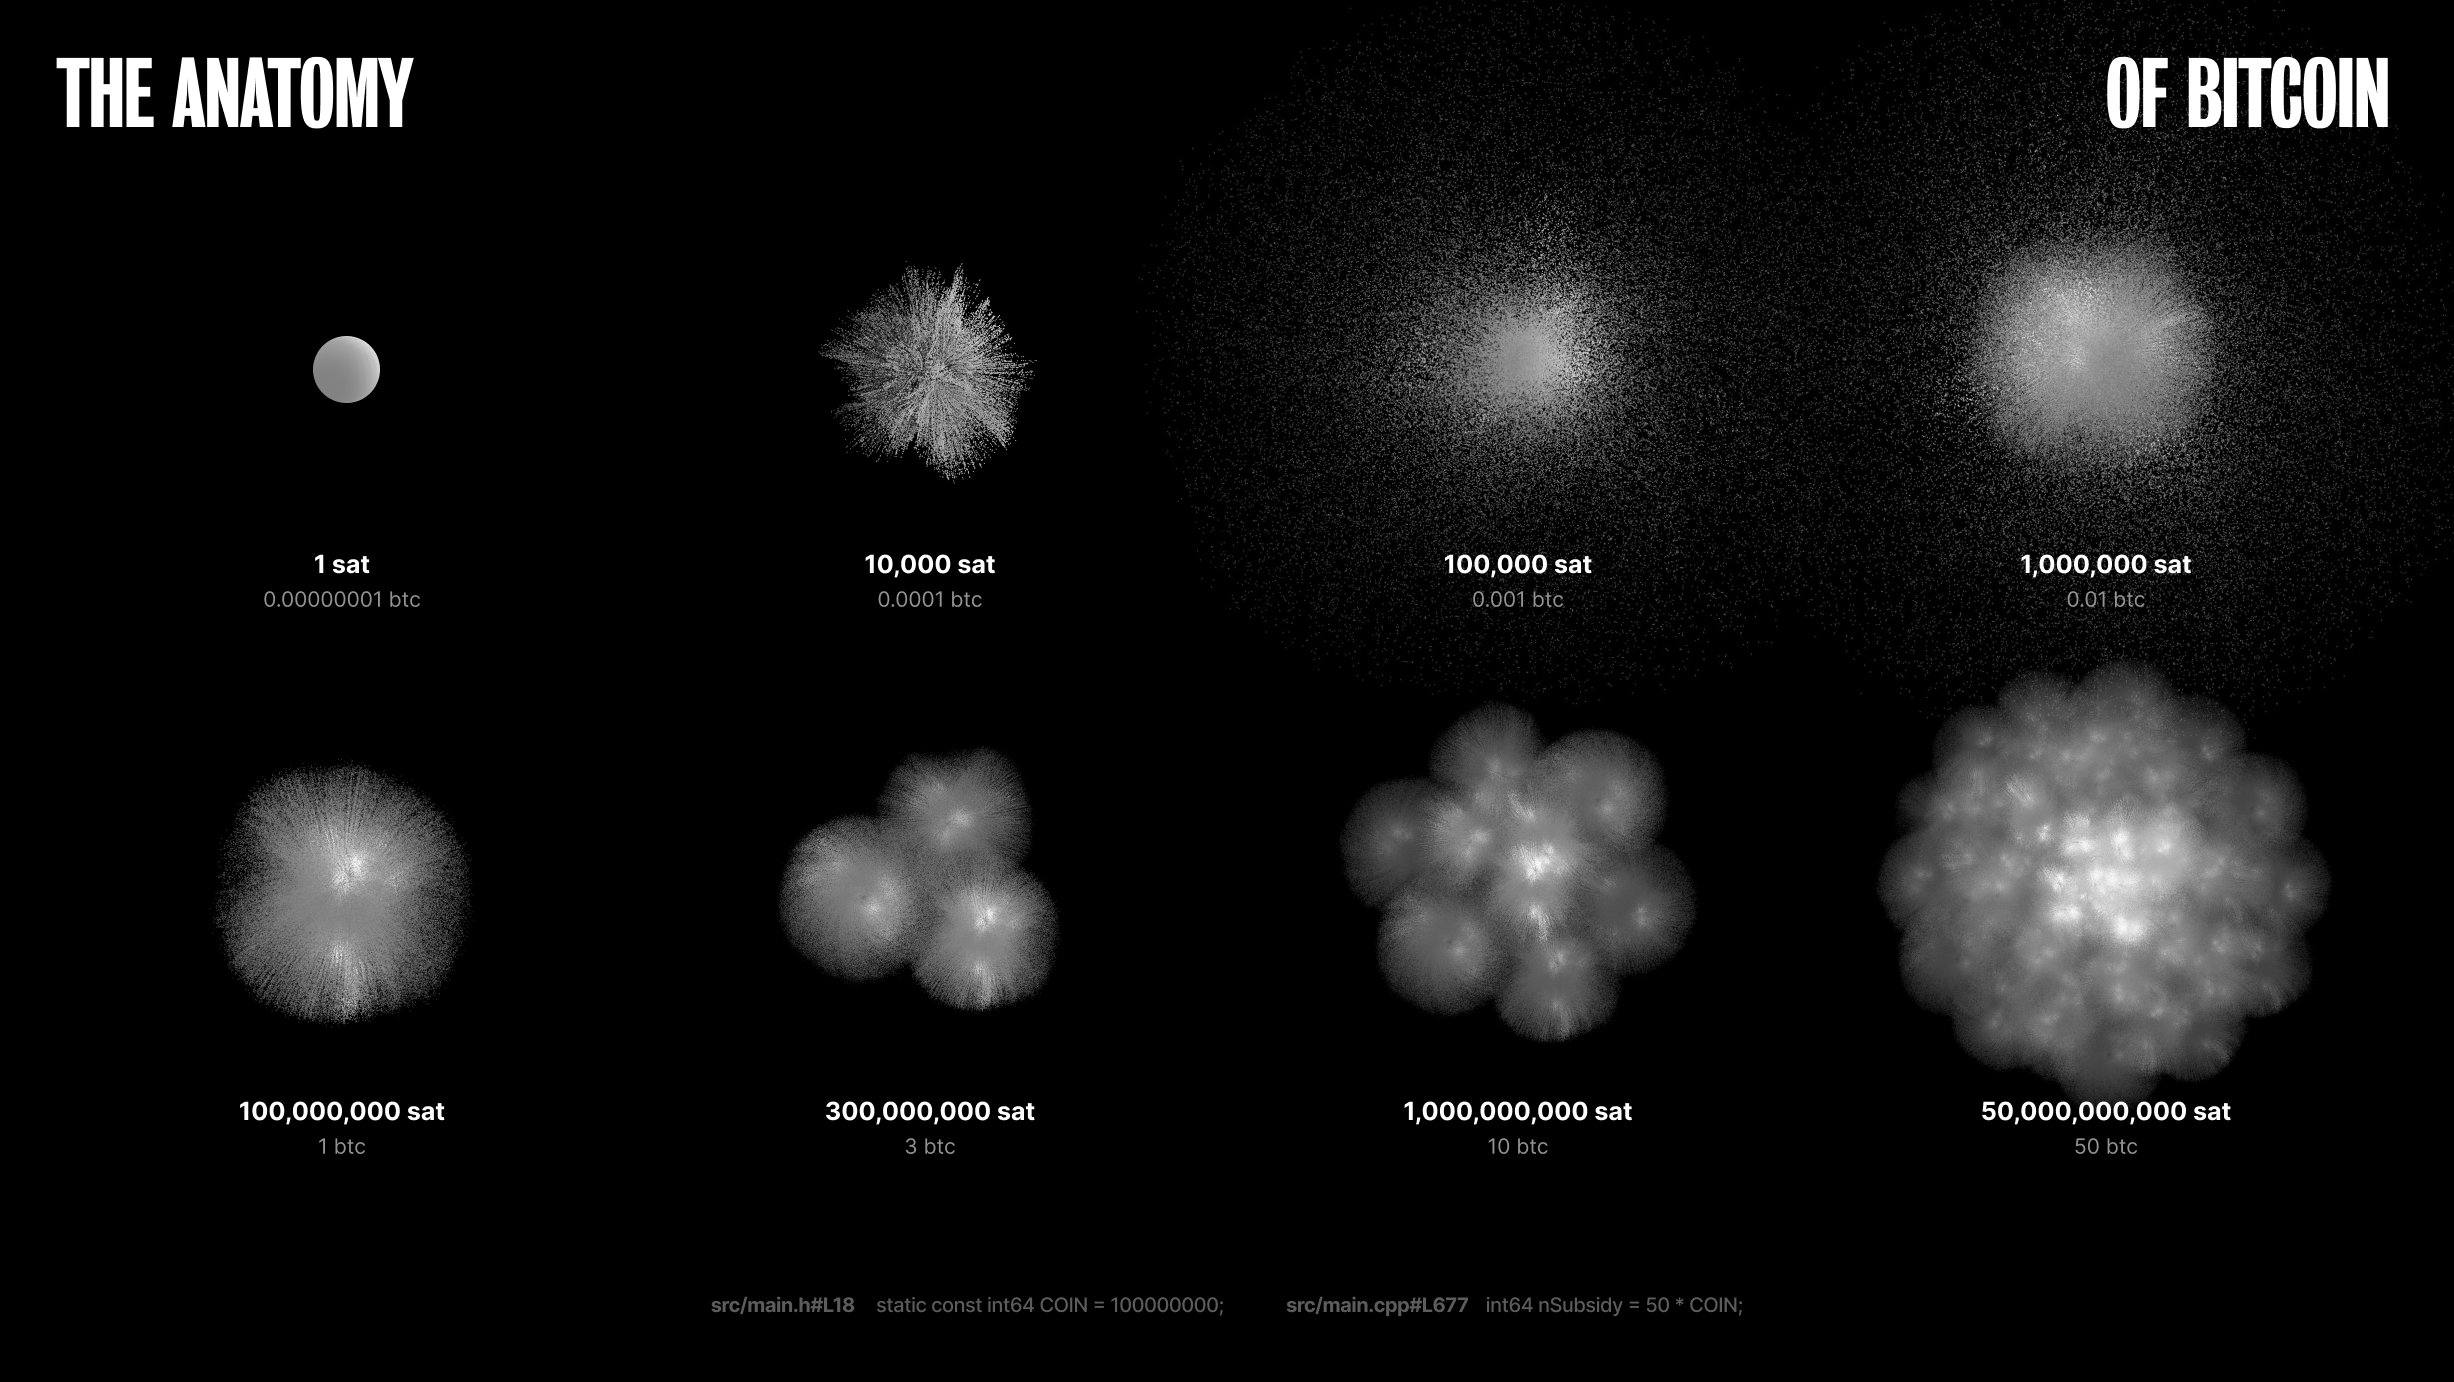 THE ANATOMY
OF BITCOIN
1 sat
0.00000001 btc
10,000 sat
0.0001 btc
100,000 sat
0.001 btc
1,000,000 sat
0.01 btc
100,000,000 sat
1 btc
300,000,000 sat
3 btc
1,000,000,000 sat
10 btc
50,000,000,000 sat
50 btc
src/main.h#L18 static const int64 COIN = 100000000;
src/main.cpp#L677 int64 nSubsidy = 50 * COIN;